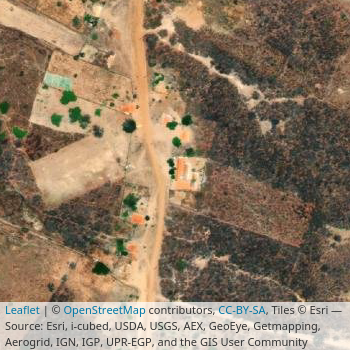 Leaflet | © OpenStreetMap contributors, CC-BY-SA, Tiles © Esri —
Source: Esri, i-cubed, USDA, USGS, AEX, GeoEye, Getmapping,
Aerogrid, IGN, IGP, UPR-EGP, and the GIS User Community